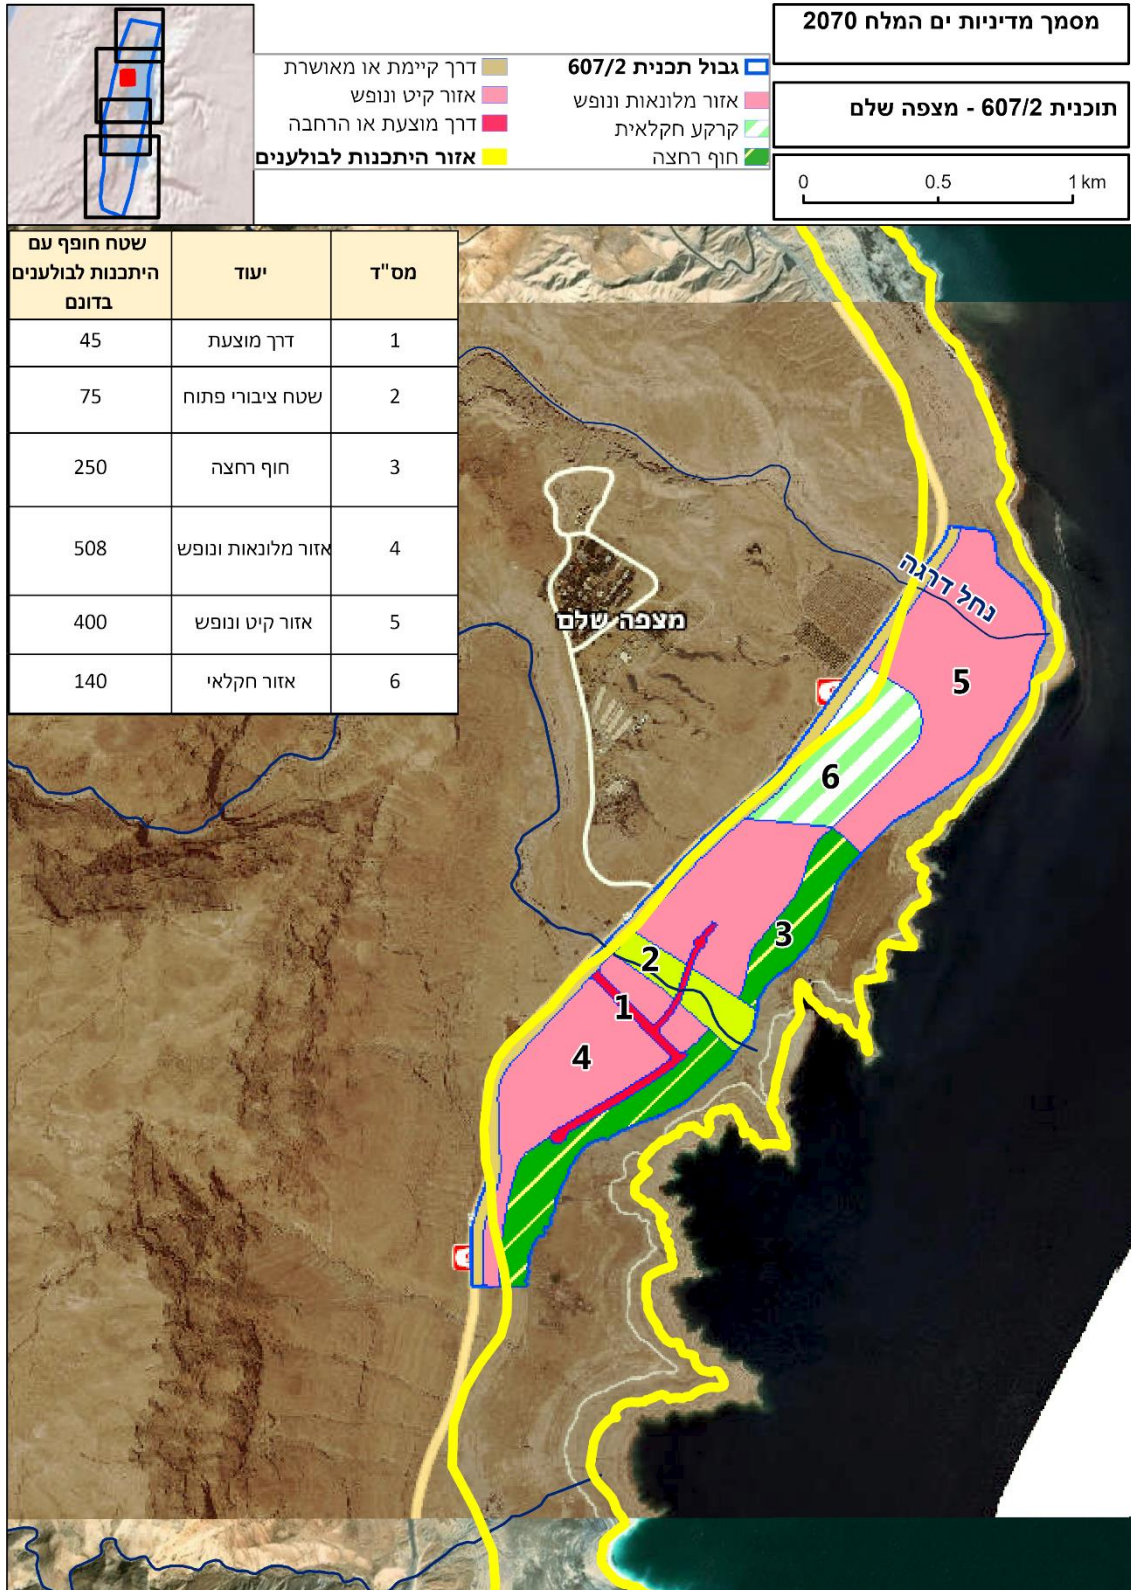 מסמך מדיניות ים המלח 2070
תוכנית 607/2 - מצפה שלם
0 0.5 1 km
גבול תכנית 607/2
אזור מלונאות ונופש
קרקע חקלאית
חוף רחצה
דרך קיימת או מאושרת
אזור קיט ונופש
דרך מוצעת או הרחבה
אזור היתכנות לבולענים
מס"ד יעוד שטח חופף עם היתכנות לבולענים בדונם
1 דרך מוצעת 45
2 שטח ציבורי פתוח 75
3 חוף רחצה 250
4 אזור מלונאות ונופש 508
5 אזור קיט ונופש 400
6 אזור חקלאי 140
נחל דרגה
מצפה שלם
5
6
3
2
1
4